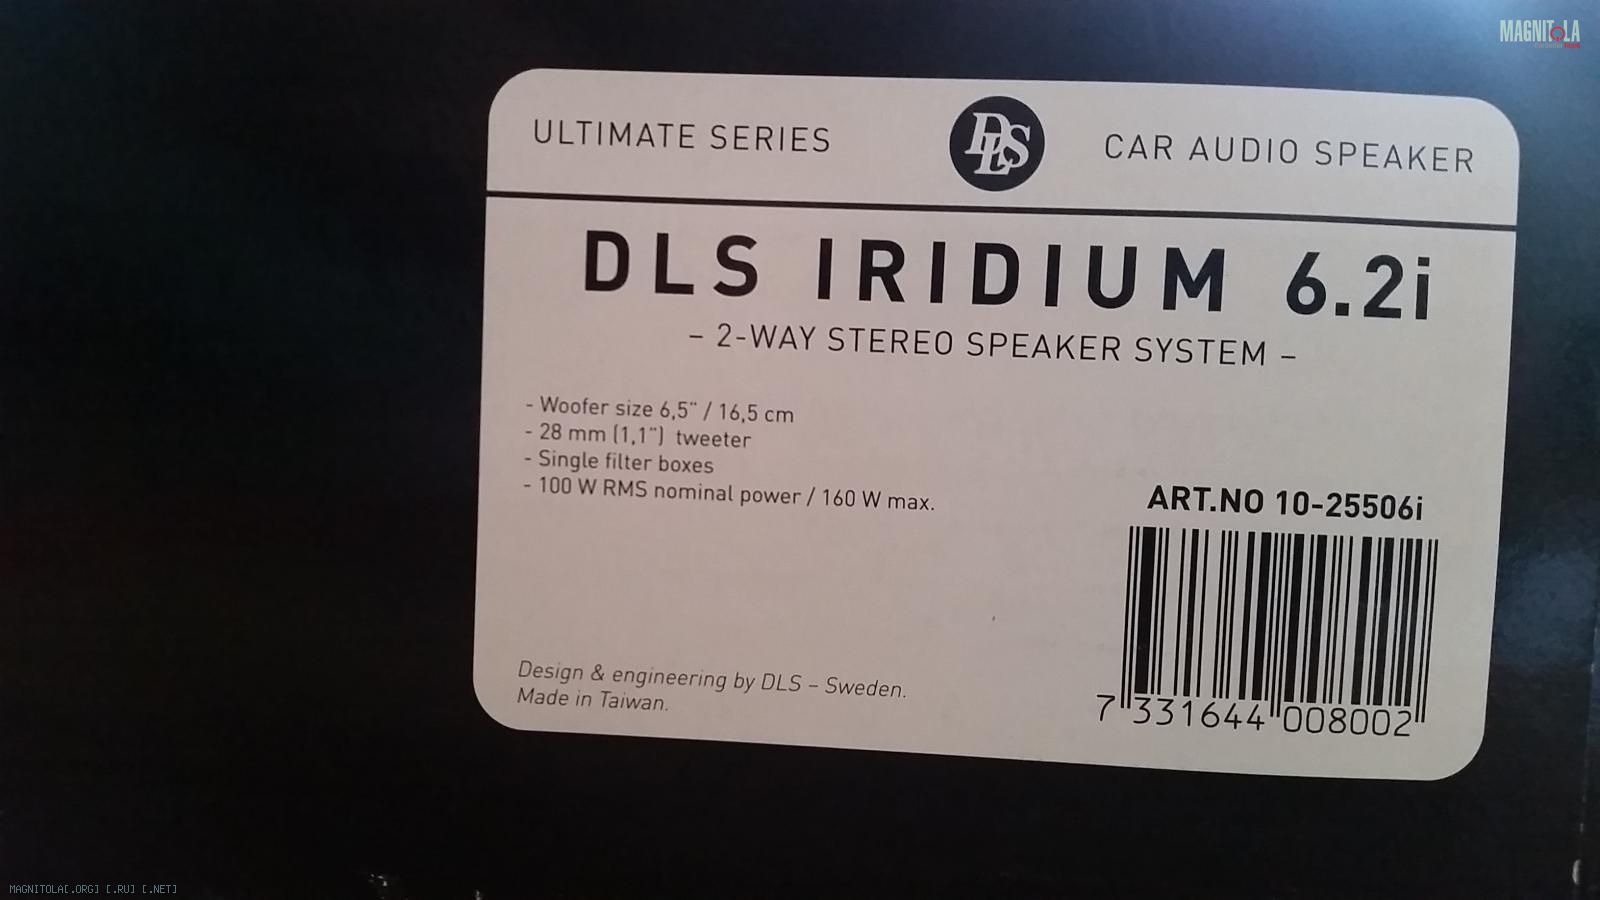 MAGNITOLA
ULTIMATE SERIES
DLS
CAR AUDIO SPEAKER
DLS IRIDIUM 6.2i
– 2-WAY STEREO SPEAKER SYSTEM –
- Woofer size 6,5¨ / 16,5 cm
- 28 mm (1,1¨) tweeter
- Single filter boxes
- 100 W RMS nominal power / 160 W max.
ART.NO 10-25506i
7 331644 008002
Design & engineering by DLS – Sweden.
Made in Taiwan.
MAGNITOLA[.ORG] [.RU] [.NET]